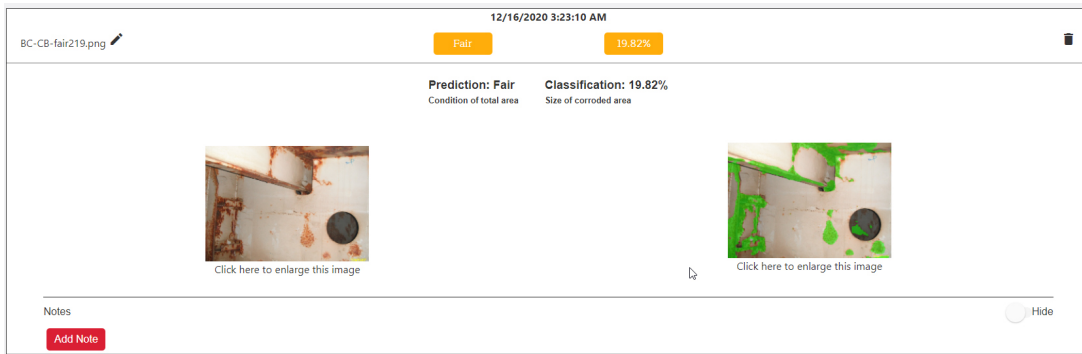 12/16/2020 3:23:10 AM
BC-CB-fair219.png Fair 19.82%
Prediction: Fair Classification: 19.82%
Condition of total area Size of corroded area
Click here to enlarge this image Click here to enlarge this image
Notes Hide
Add Note